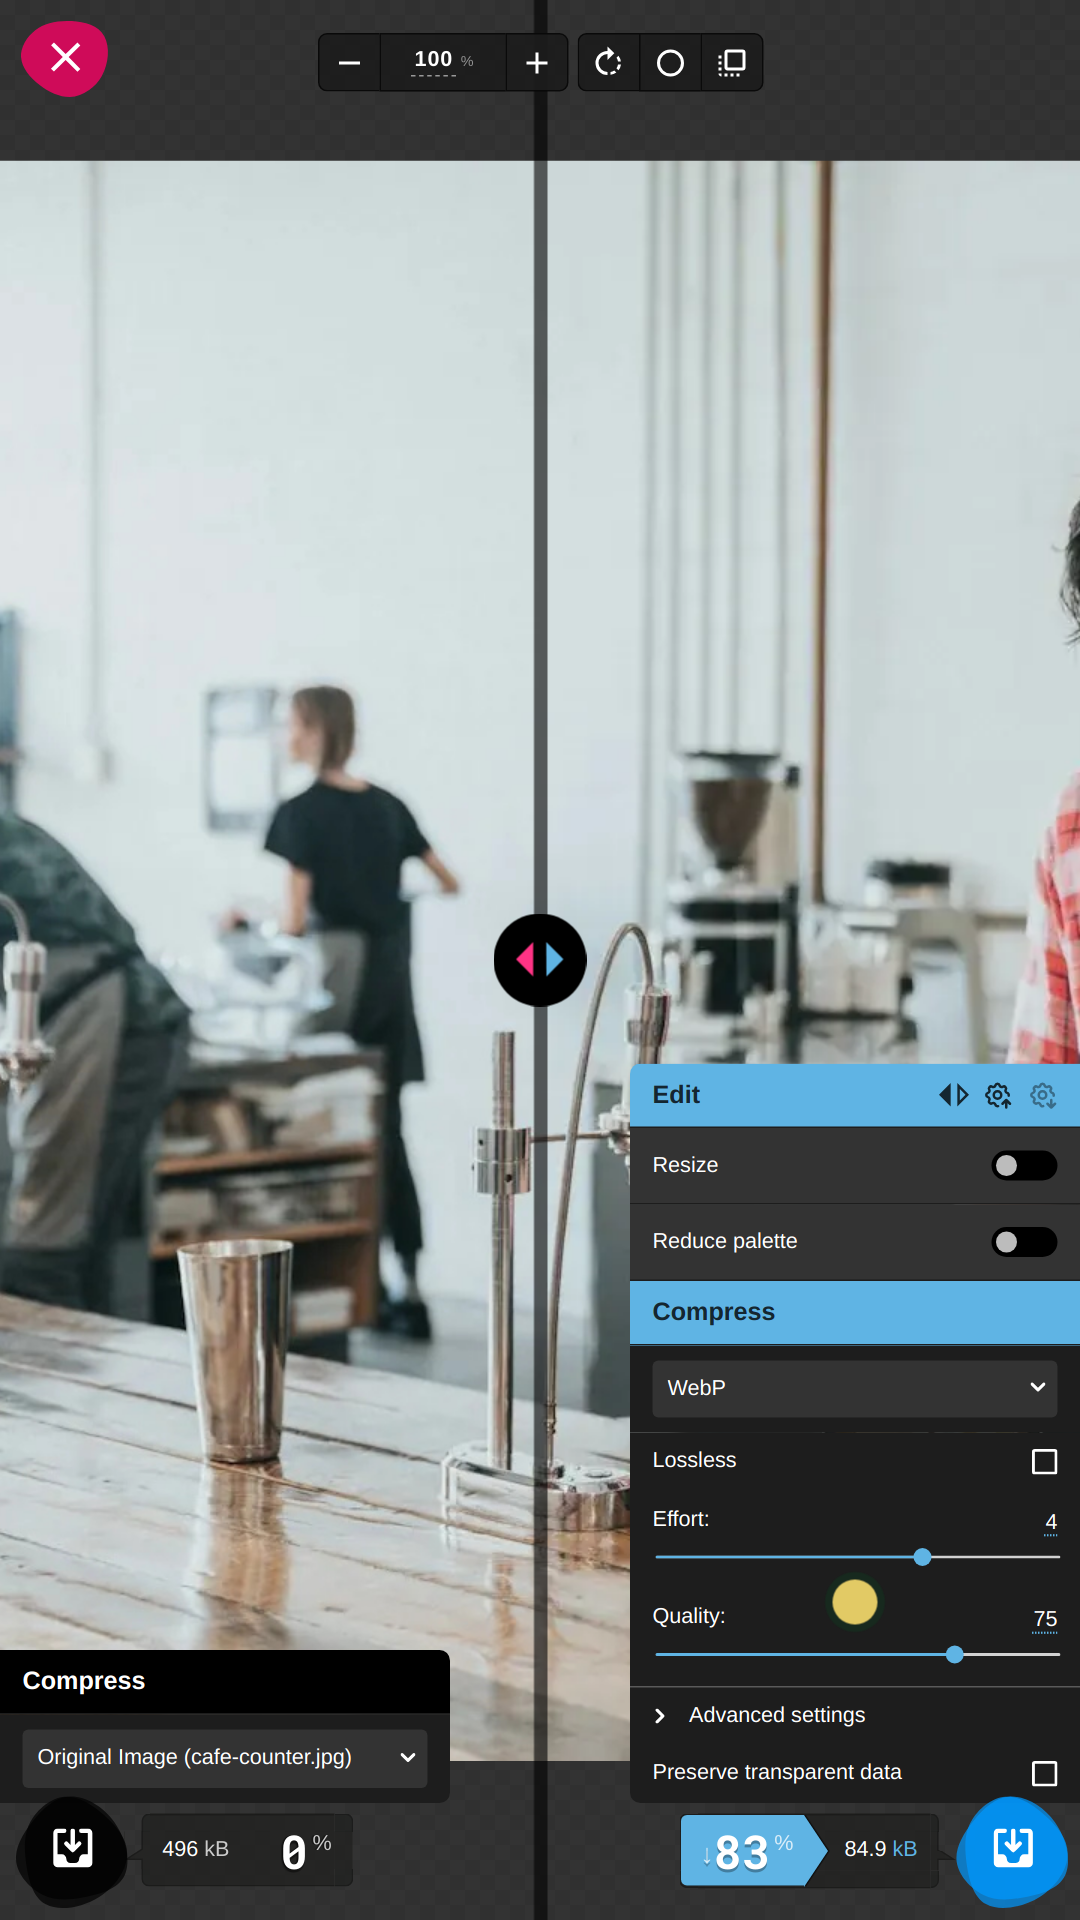 100 %
Edit
Resize
Reduce palette
Compress
WebP
Lossless
Effort: 4
Quality: 75
Advanced settings
Preserve transparent data
Compress
Original Image (cafe-counter.jpg)
496 kB 0 %
↓83 % 84.9 kB